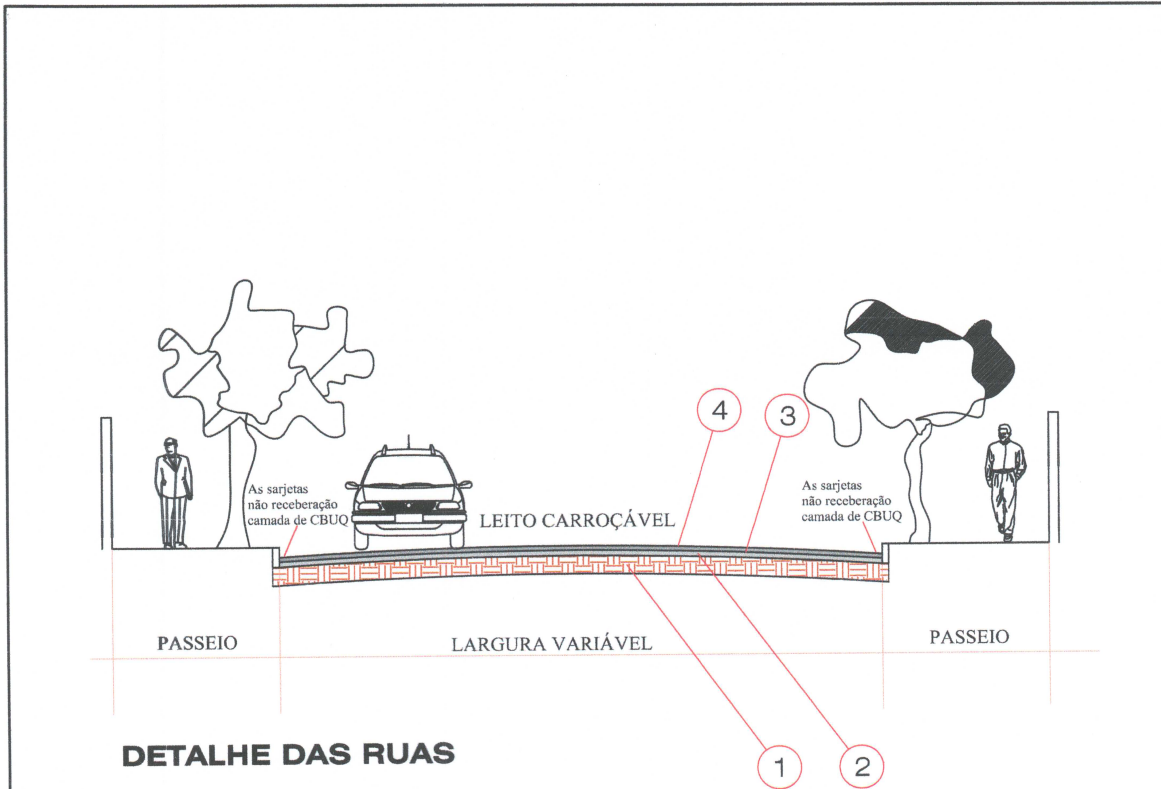 4
3
As sarjetas
não receberação
camada de CBUQ
As sarjetas
não receberação
camada de CBUQ
LEITO CARROÇÁVEL
PASSEIO
LARGURA VARIÁVEL
PASSEIO
DETALHE DAS RUAS
1
2